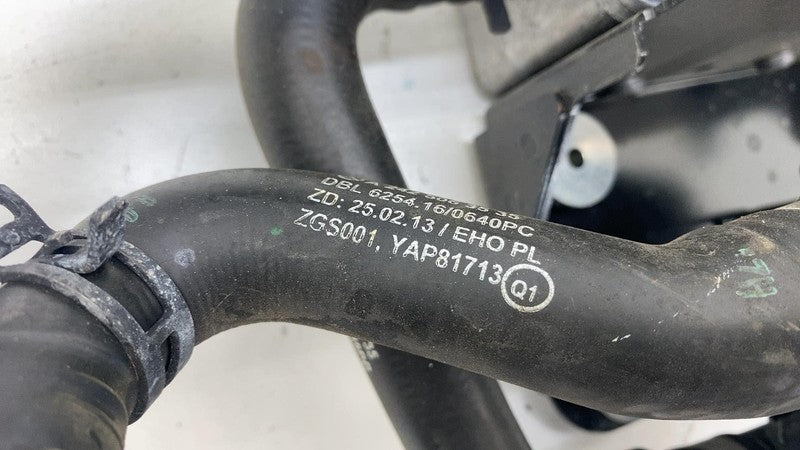 DBL 6254.16/0640PC
ZD: 25.02.13 / EHO PL
ZGS001, YAP81713 Q1